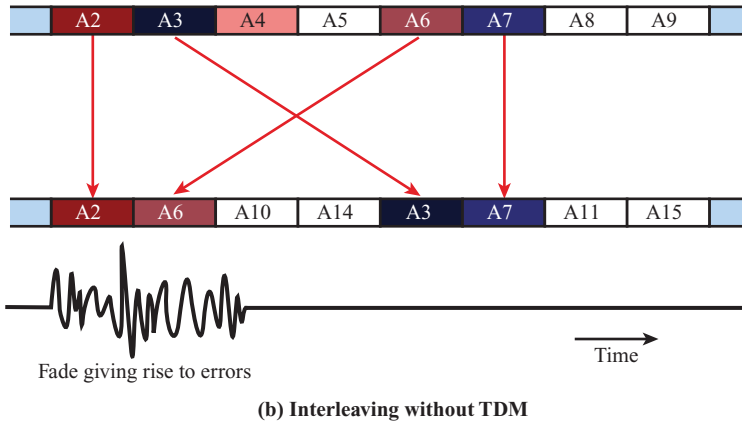 A2 A3 A4 A5 A6 A7 A8 A9
A2 A6 A10 A14 A3 A7 A11 A15
Time
Fade giving rise to errors
(b) Interleaving without TDM